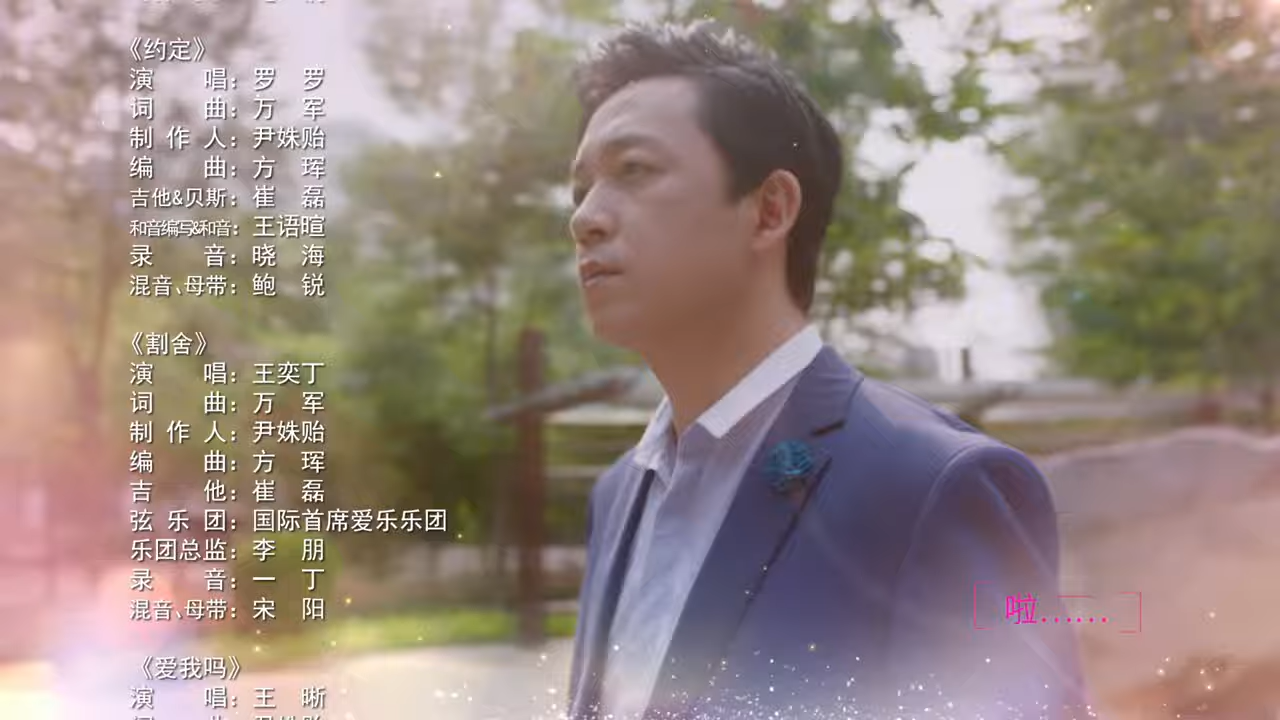 《约定》
演唱：罗罗
词曲：万军
制作人：尹姝贻
编曲：方珲
吉他&贝斯：崔磊
和音编写&和音：王语暄
录音：晓海
混音、母带：鲍锐
《割舍》
演唱：王奕丁
词曲：万军
制作人：尹姝贻
编曲：方珲
吉他：崔磊
弦乐团：国际首席爱乐乐团
乐团总监：李朋
录音：一丁
混音、母带：宋阳
啦……
《爱我吗》
演唱：王晰